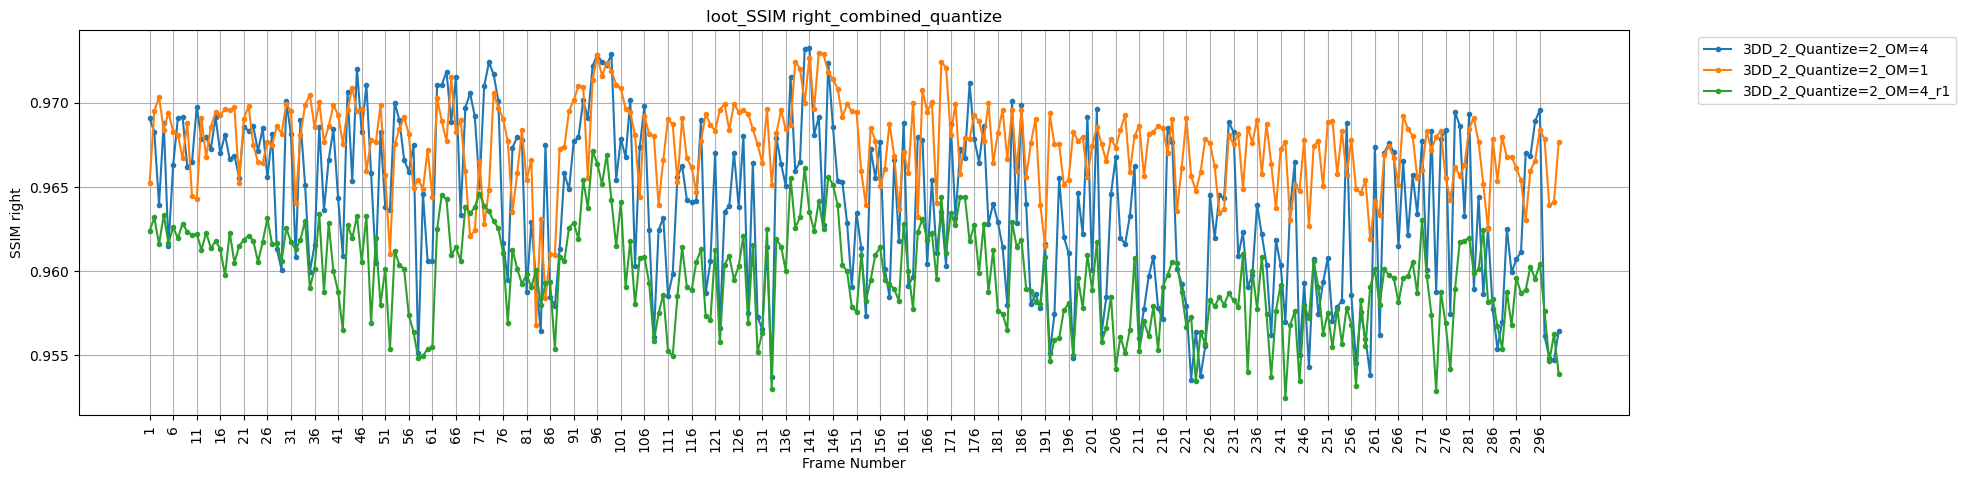 loot_SSIM right_combined_quantize
3DD_2_Quantize=2_OM=4
3DD_2_Quantize=2_OM=1
3DD_2_Quantize=2_OM=4_r1
SSIM right
0.970
0.965
0.960
0.955
1 6 11 16 21 26 31 36 41 46 51 56 61 66 71 76 81 86 91 96 101 106 111 116 121 126 131 136 141 146 151 156 161 166 171 176 181 186 191 196 201 206 211 216 221 226 231 236 241 246 251 256 261 266 271 276 281 286 291 296
Frame Number